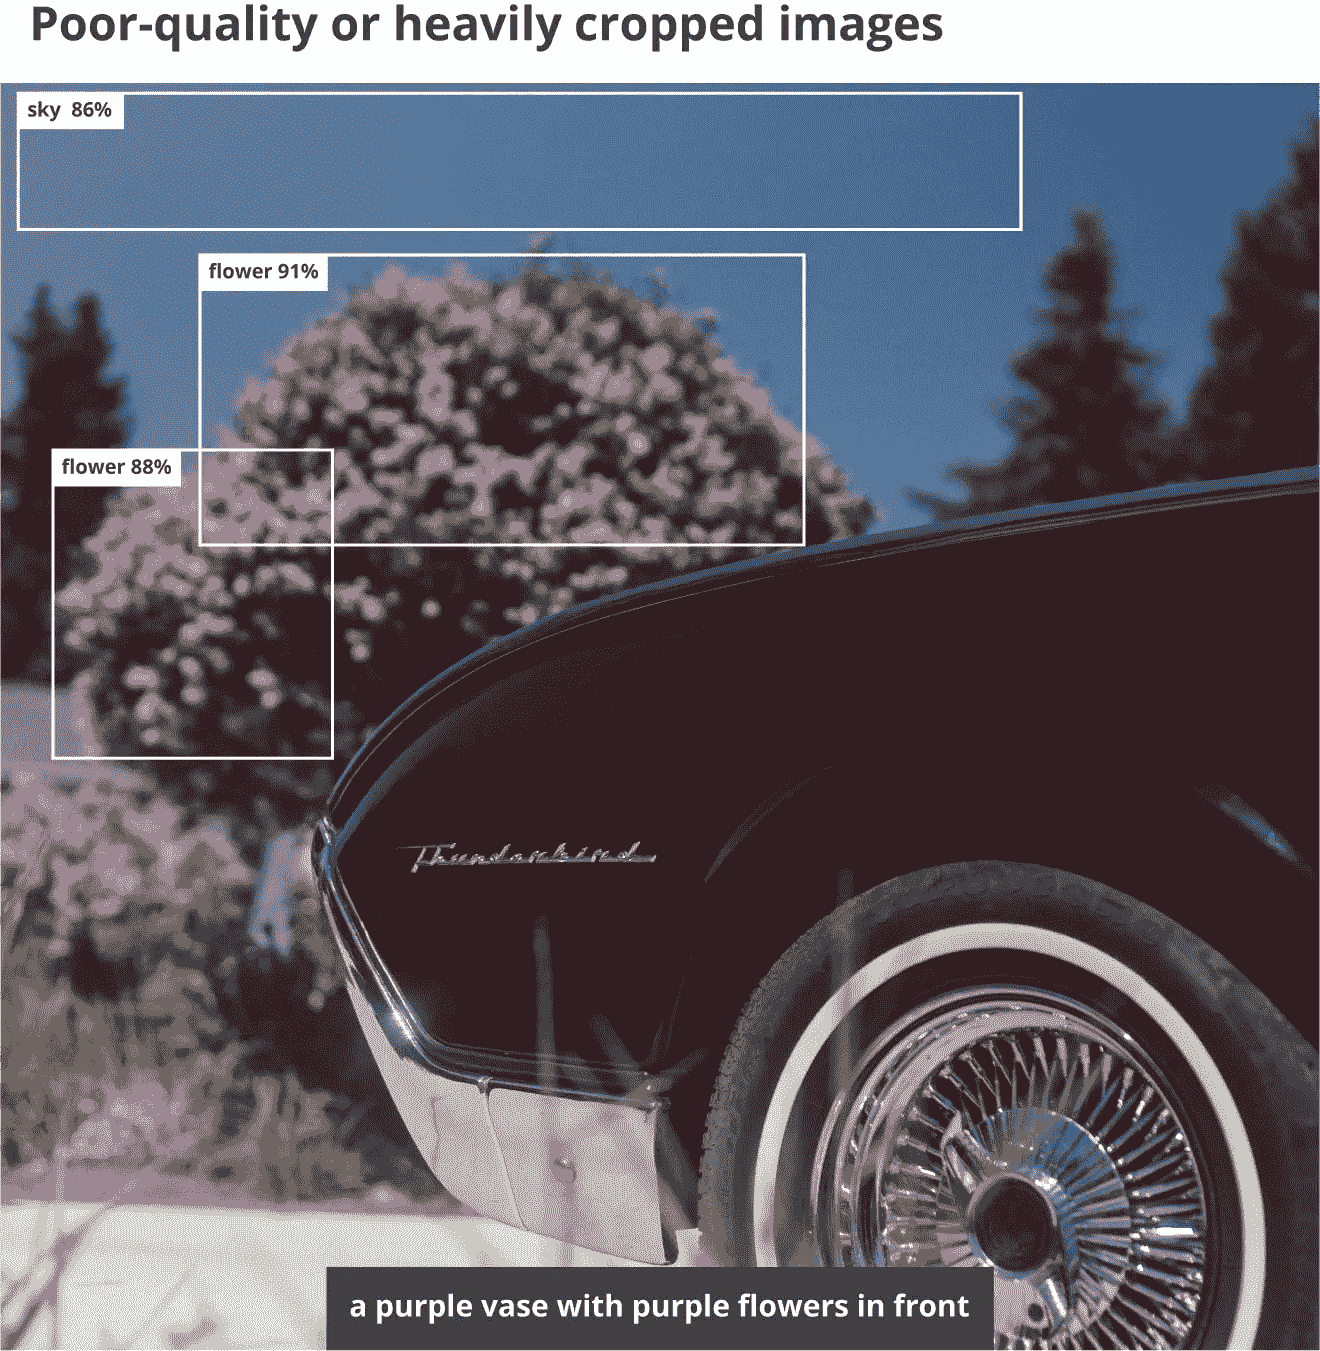 Poor-quality or heavily cropped images
sky 86%
flower 91%
flower 88%
Thunderbird
a purple vase with purple flowers in front